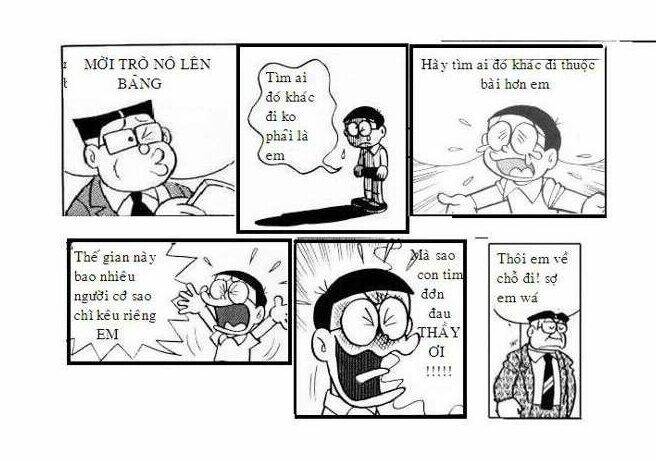 MỜI TRÒ NÔ LÊN
BẢNG
Tìm ai
đó khác
đi ko
phải là
em
Hãy tìm ai đó khác đi thuộc
bài hơn em
Thế gian này
bao nhiêu
người cớ sao
chỉ kêu riêng
EM
Mà sao
con tim
đớn
đau
THẦY
ƠI
!!!!!
Thôi em về
chỗ đi! sợ
em wá